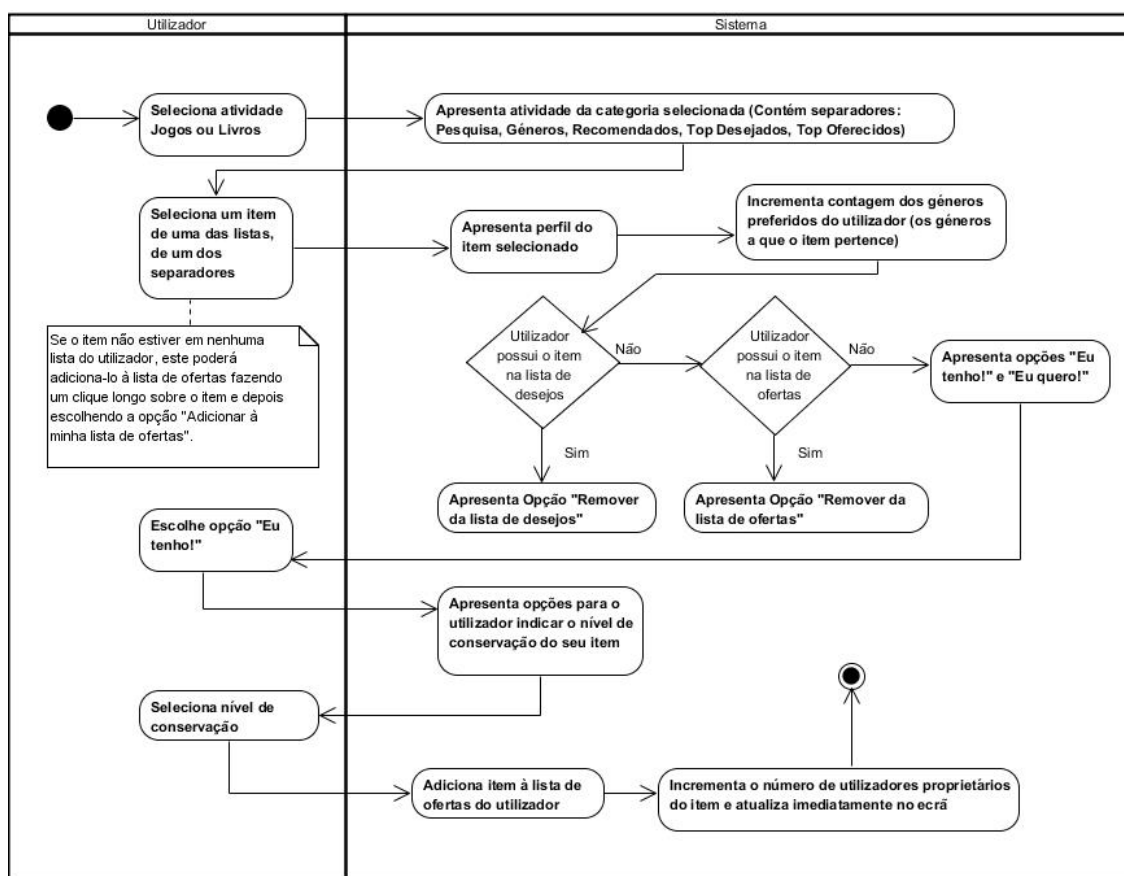 Utilizador
Sistema
Seleciona atividade
Jogos ou Livros
Apresenta atividade da categoria selecionada (Contém separadores:
Pesquisa, Géneros, Recomendados, Top Desejados, Top Oferecidos)
Seleciona um item
de uma das listas,
de um dos
separadores
Apresenta perfil do
item selecionado
Incrementa contagem dos géneros
preferidos do utilizador (os géneros
a que o item pertence)
Se o item não estiver em nenhuma
lista do utilizador, este poderá
adiciona-lo à lista de ofertas fazendo
um clique longo sobre o item e depois
escolhendo a opção "Adicionar à
minha lista de ofertas".
Utilizador
possui o item
na lista de
desejos
Não
Utilizador
possui o item
na lista de
ofertas
Não
Apresenta opções "Eu
tenho!" e "Eu quero!"
Sim
Sim
Apresenta Opção "Remover
da lista de desejos"
Apresenta Opção "Remover da
lista de ofertas"
Escolhe opção "Eu
tenho!"
Apresenta opções para o
utilizador indicar o nível de
conservação do seu item
Seleciona nível de
conservação
Adiciona item à lista de
ofertas do utilizador
Incrementa o número de utilizadores proprietários
do item e atualiza imediatamente no ecrã